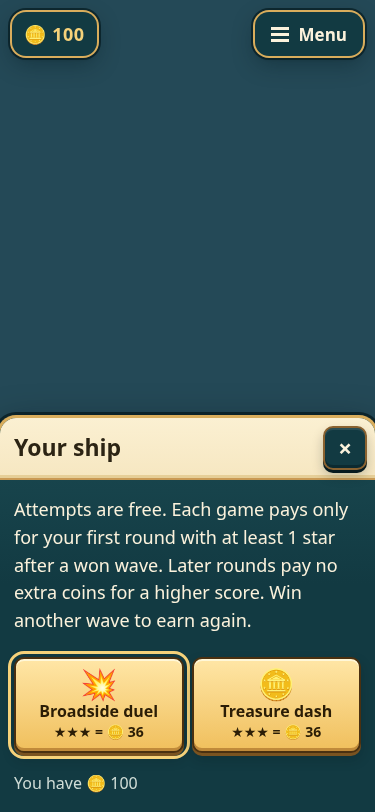 100
Menu
Your ship
×
Attempts are free. Each game pays only
for your first round with at least 1 star
after a won wave. Later rounds pay no
extra coins for a higher score. Win
another wave to earn again.
Broadside duel
★★★ = 🪙 36
Treasure dash
★★★ = 🪙 36
You have 🪙 100